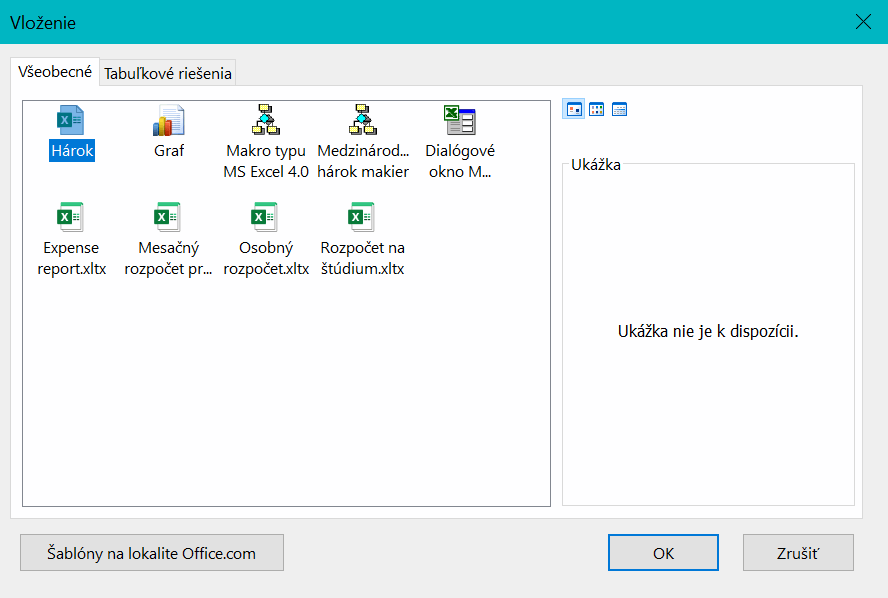 Vloženie
Všeobecné
Tabuľkové riešenia
Hárok
Graf
Makro typu
MS Excel 4.0
Medzinárod...
hárok makier
Dialógové
okno M...
Expense
report.xltx
Mesačný
rozpočet pr...
Osobný
rozpočet.xltx
Rozpočet na
štúdium.xltx
Ukážka
Ukážka nie je k dispozícii.
Šablóny na lokalite Office.com
OK
Zrušiť